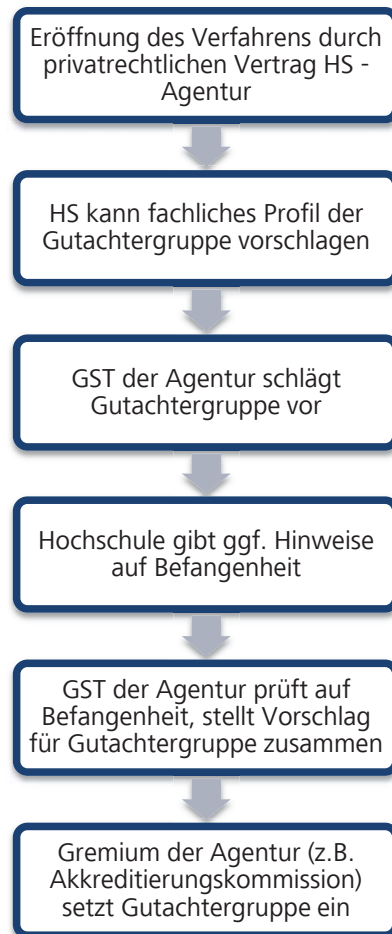 Eröffnung des Verfahrens durch
privatrechtlichen Vertrag HS -
Agentur
HS kann fachliches Profil der
Gutachtergruppe vorschlagen
GST der Agentur schlägt
Gutachtergruppe vor
Hochschule gibt ggf. Hinweise
auf Befangenheit
GST der Agentur prüft auf
Befangenheit, stellt Vorschlag
für Gutachtergruppe zusammen
Gremium der Agentur (z.B.
Akkreditierungskommission)
setzt Gutachtergruppe ein